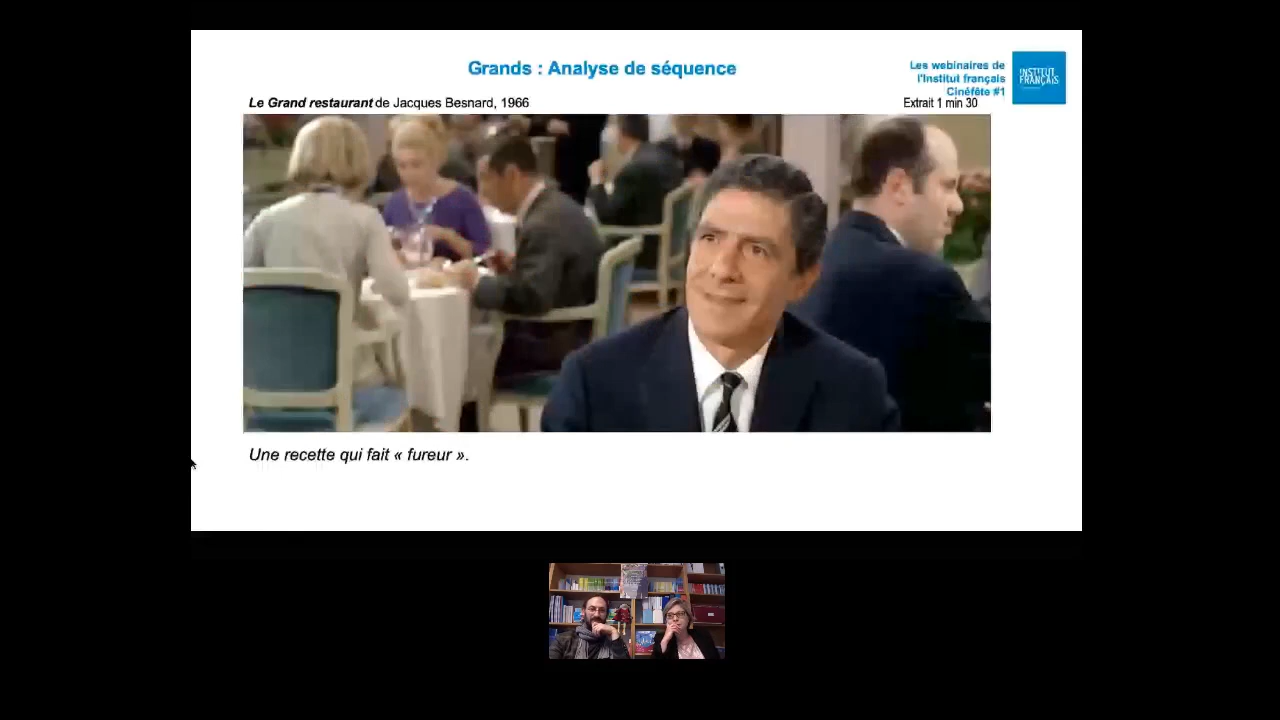 Grands : Analyse de séquence
Les webinaires de
l'Institut français
Cinéfête #1
INSTITUT
FRANÇAIS
Le Grand restaurant de Jacques Besnard, 1966
Extrait 1 min 30
Une recette qui fait « fureur ».